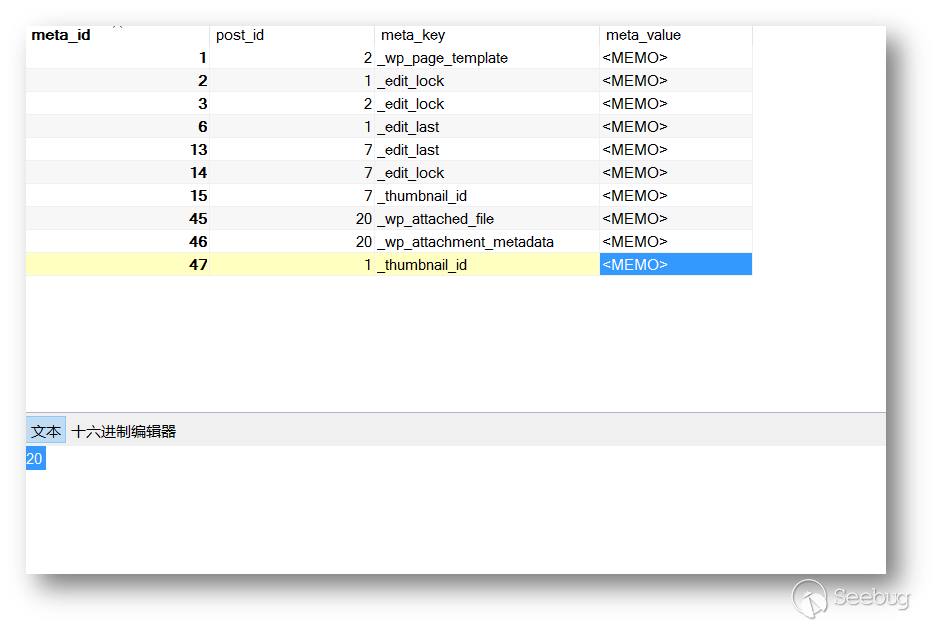 meta_id post_id meta_key meta_value
1 2 _wp_page_template <MEMO>
2 1 _edit_lock <MEMO>
3 2 _edit_lock <MEMO>
6 1 _edit_last <MEMO>
13 7 _edit_last <MEMO>
14 7 _edit_lock <MEMO>
15 7 _thumbnail_id <MEMO>
45 20 _wp_attached_file <MEMO>
46 20 _wp_attachment_metadata <MEMO>
47 1 _thumbnail_id <MEMO>
文本 十六进制编辑器
20
Seebug